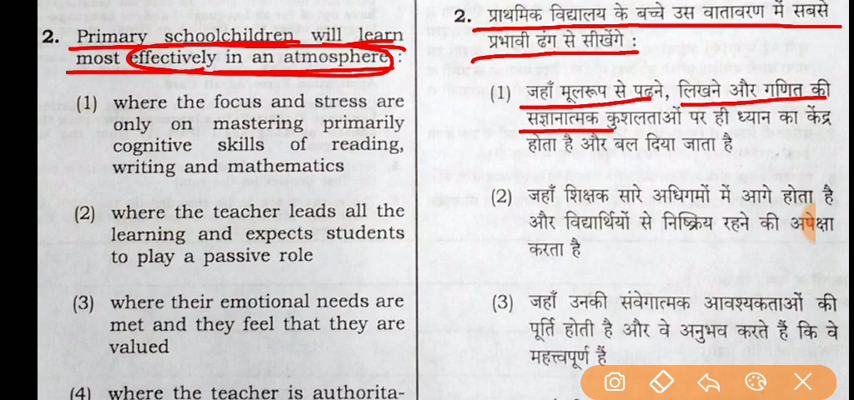 2. Primary schoolchildren will learn
most effectively in an atmosphere :
(1) where the focus and stress are
only on mastering primarily
cognitive skills of reading,
writing and mathematics
(2) where the teacher leads all the
learning and expects students
to play a passive role
(3) where their emotional needs are
met and they feel that they are
valued
(4) where the teacher is authorita-
2. प्राथमिक विद्यालय के बच्चे उस वातावरण में सबसे
प्रभावी ढंग से सीखेंगे :
(1) जहाँ मूलरूप से पढ़ने, लिखने और गणित की
सज्ञानात्मक कुशलताओं पर ही ध्यान का केंद्र
होता है और बल दिया जाता है
(2) जहाँ शिक्षक सारे अधिगमों में आगे होता है
और विद्यार्थियों से निष्क्रिय रहने की अपेक्षा
करता है
(3) जहाँ उनकी संवेगात्मक आवश्यकताओं की
पूर्ति होती है और वे अनुभव करते हैं कि वे
महत्त्वपूर्ण हैं